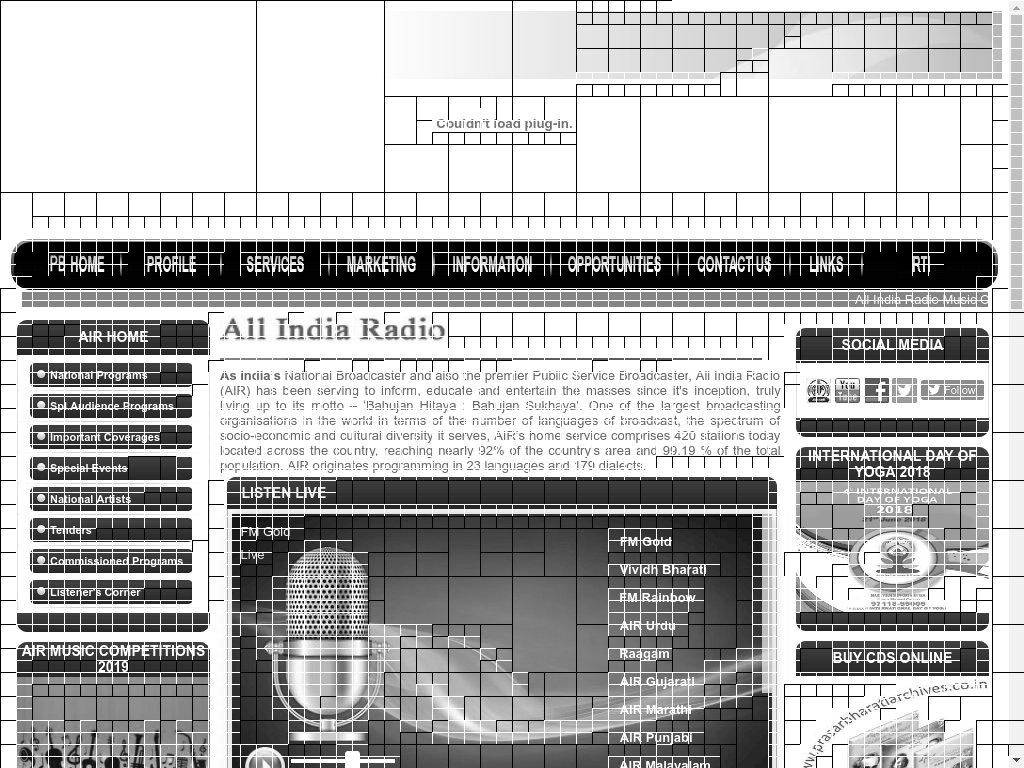 Couldn't load plug-in.
HOME PROFILE SERVICES MARKETING INFORMATION OPPORTUNITIES CONTACT US LINKS RTI
All India Radio Music C
AIR HOME
National Programs
Spl.Audience Programs
Important Coverages
Special Events
National Artists
Tenders
Commissioned Programs
Listener's Corner
AIR MUSIC COMPETITIONS
2019
All India Radio
As India's National Broadcaster and also the premier Public Service Broadcaster, All India Radio
(AIR) has been serving to inform, educate and entertain the masses since it's inception, truly
living up to its motto – 'Bahujan Hitaya : Bahujan Sukhaya'. One of the largest broadcasting
organisations in the world in terms of the number of languages of broadcast, the spectrum of
socio-economic and cultural diversity it serves, AIR's home service comprises 420 stations today
located across the country, reaching nearly 92% of the country's area and 99.19 % of the total
population. AIR originates programming in 23 languages and 179 dialects.
LISTEN LIVE
FM Gold
Live
FM Gold
Vividh Bharati
FM Rainbow
AIR Urdu
Raagam
AIR Gujarati
AIR Marathi
AIR Punjabi
AIR Malayalam
SOCIAL MEDIA
You
Tube
Follow
INTERNATIONAL DAY OF
YOGA 2018
4th INTERNATIONAL
DAY OF YOGA
2018
21st June 2018
BUY CDS ONLINE
www.prasarbharatiarchives.co.in